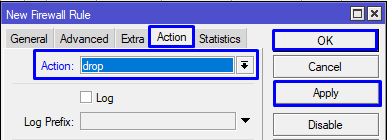 New Firewall Rule
General Advanced Extra Action Statistics
OK
Action: drop
Cancel
Log
Apply
Log Prefix:
Disable